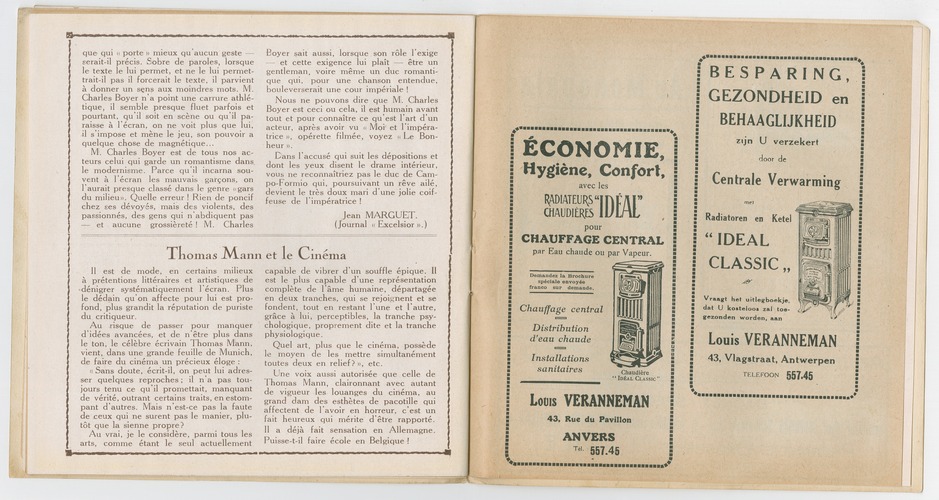 que qui « porte » mieux qu'aucun geste —
serait-il précis. Sobre de paroles, lorsque
le texte le lui permet, et ne le lui permet-
trait-il pas il forcerait le texte, il parvient
à donner un sens aux moindres mots. M.
Charles Boyer n'a point une carrure athlé-
tique, il semble presque fluet parfois et
pourtant, qu'il soit en scène ou qu'il pa-
raisse à l'écran, on ne voit plus que lui,
il s'impose et mène le jeu, son pouvoir a
quelque chose de magnétique...
M. Charles Boyer est de tous nos ac-
teurs celui qui garde un romantisme dans
le modernisme. Parce qu'il incarna sou-
vent à l'écran les mauvais garçons, on
l'aurait presque classé dans le genre «gars
du milieu». Quelle erreur ! Rien de poncif
chez ses dévoyés, mais des violents, des
passionnés, des gens qui n'abdiquent pas
— et aucune grossièreté ! M. Charles
Boyer sait aussi, lorsque son rôle l'exige
— et cette exigence lui plaît — être un
gentleman, voire même un duc romanti-
que qui, pour une chanson entendue,
bouleverserait une cour impériale !
Nous ne pouvons dire que M. Charles
Boyer est ceci ou cela, il est humain avant
tout et pour connaître ce qu'est l'art d'un
acteur, après avoir vu « Moi et l'impéra-
trice », opérette filmée, voyez « Le Bon-
heur ».
Dans l'accusé qui suit les dépositions et
dont les yeux disent le drame intérieur,
vous ne reconnaîtriez pas le duc de Cam-
po-Formio qui, poursuivant un rêve ailé,
devient le très doux mari d'une jolie coif-
feuse de l'impératrice !
Jean MARGUET.
(Journal « Excelsior ».)
Thomas Mann et le Cinéma
Il est de mode, en certains milieux
à prétentions littéraires et artistiques de
dénigrer systématiquement l'écran. Plus
le dédain qu'on affecte pour lui est pro-
fond, plus grandit la réputation de puriste
du critiqueur.
Au risque de passer pour manquer
d'idées avancées, et de n'être plus dans
le ton, le célèbre écrivain Thomas Mann,
vient, dans une grande feuille de Munich,
de faire du cinéma un précieux éloge :
« Sans doute, écrit-il, on peut lui adres-
ser quelques reproches ; il n'a pas tou-
jours tenu ce qu'il promettait, manquant
de vérité, outrant certains traits, en estom-
pant d'autres. Mais n'est-ce pas la faute
de ceux qui ne surent pas le manier, plu-
tôt que la sienne propre ?
Au vrai, je le considère, parmi tous les
arts, comme étant le seul actuellement
capable de vibrer d'un souffle épique. Il
est le plus capable d'une représentation
complète de l'âme humaine, départagée
en deux tranches, qui se rejoignent et se
fondent, tout en restant l'une et l'autre,
grâce à lui, perceptibles, la tranche psy-
chologique, proprement dite et la tranche
physiologique.
Quel art, plus que le cinéma, possède
le moyen de les mettre simultanément
toutes deux en relief ? », etc.
Une voix aussi autorisée que celle de
Thomas Mann, claironnant avec autant
de vigueur les louanges du cinéma, au
grand dam des esthètes de pacotille qui
affectent de l'avoir en horreur, c'est un
fait heureux qui mérite d'être rapporté.
Il a déjà fait sensation en Allemagne.
Puisse-t-il faire école en Belgique !
ÉCONOMIE,
Hygiène, Confort,
avec les
RADIATEURS "IDÉAL"
CHAUDIÈRES
pour
CHAUFFAGE CENTRAL
par Eau chaude ou par Vapeur.
Demandez la Brochure
spéciale envoyée
franco sur demande.
Chauffage central
Distribution
d'eau chaude
Installations
sanitaires
Chaudière
"IDEAL CLASSIC"
Louis VERANNEMAN
43, Rue du Pavillon
ANVERS
Tél. 557.45
BESPARING,
GEZONDHEID en
BEHAAGLIJKHEID
zijn U verzekert
door de
Centrale Verwarming
met
Radiatoren en Ketel
“ IDEAL
CLASSIC „
Vraagt het uitlegboekje,
dat U kosteloos zal toe-
gezonden worden, aan
Louis VERANNEMAN
43, Vlagstraat, Antwerpen
TELEFOON 557.45